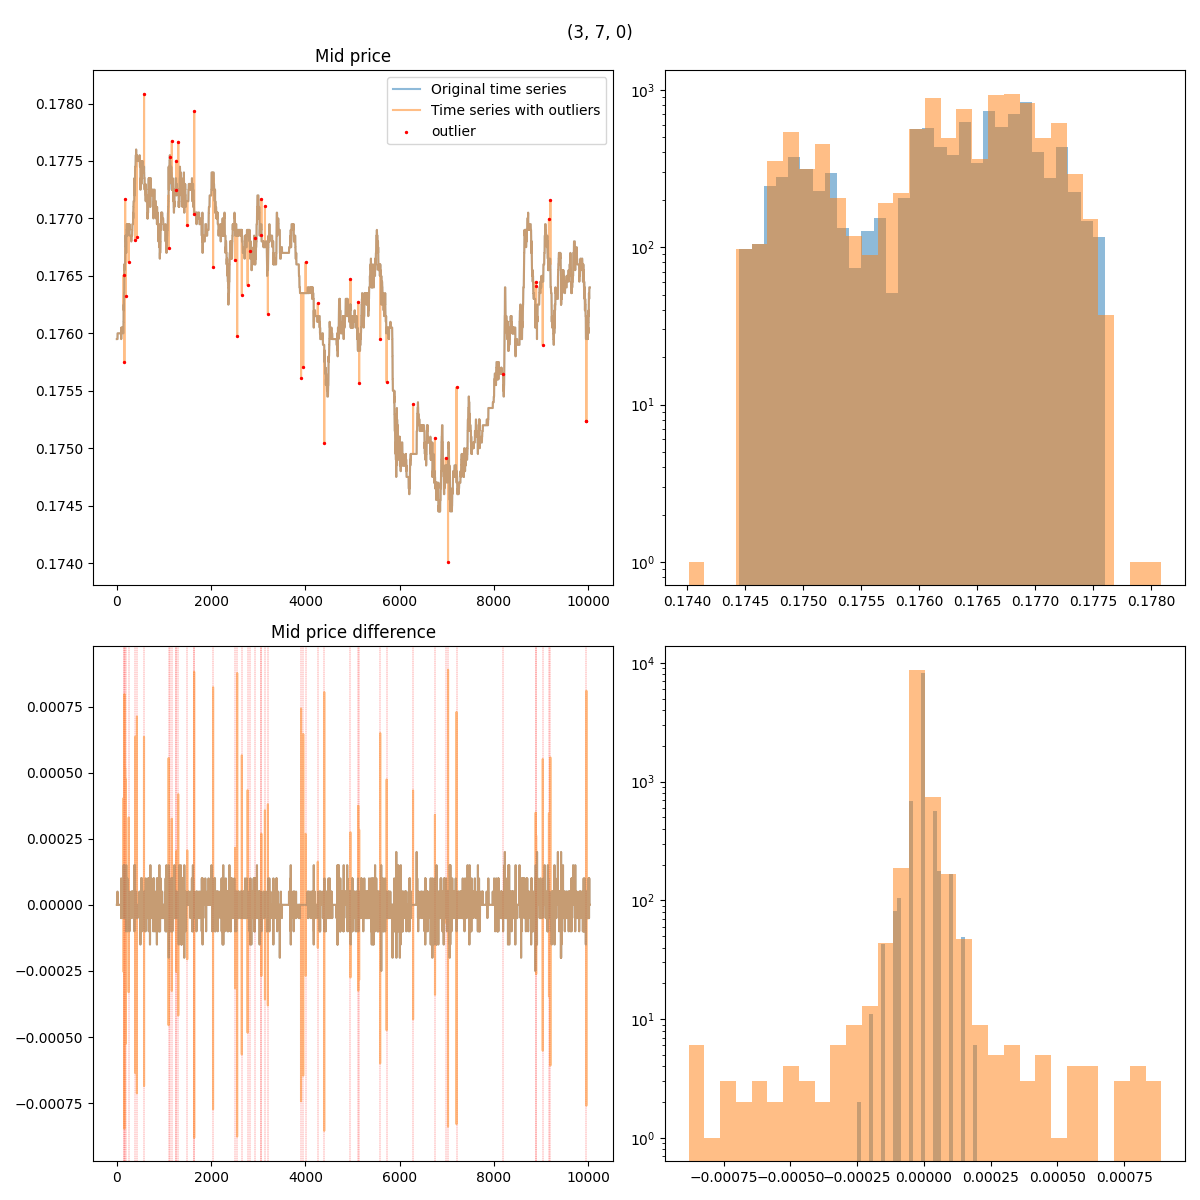 (3, 7, 0)
Mid price
Original time series
Time series with outliers
outlier
0.1780
0.1775
0.1770
0.1765
0.1760
0.1755
0.1750
0.1745
0.1740
0 2000 4000 6000 8000 10000
10³
10²
10¹
10⁰
0.1740 0.1745 0.1750 0.1755 0.1760 0.1765 0.1770 0.1775 0.1780
Mid price difference
0.00075
0.00050
0.00025
0.00000
−0.00025
−0.00050
−0.00075
0 2000 4000 6000 8000 10000
10⁴
10³
10²
10¹
10⁰
−0.00075 −0.00050 −0.00025 0.00000 0.00025 0.00050 0.00075